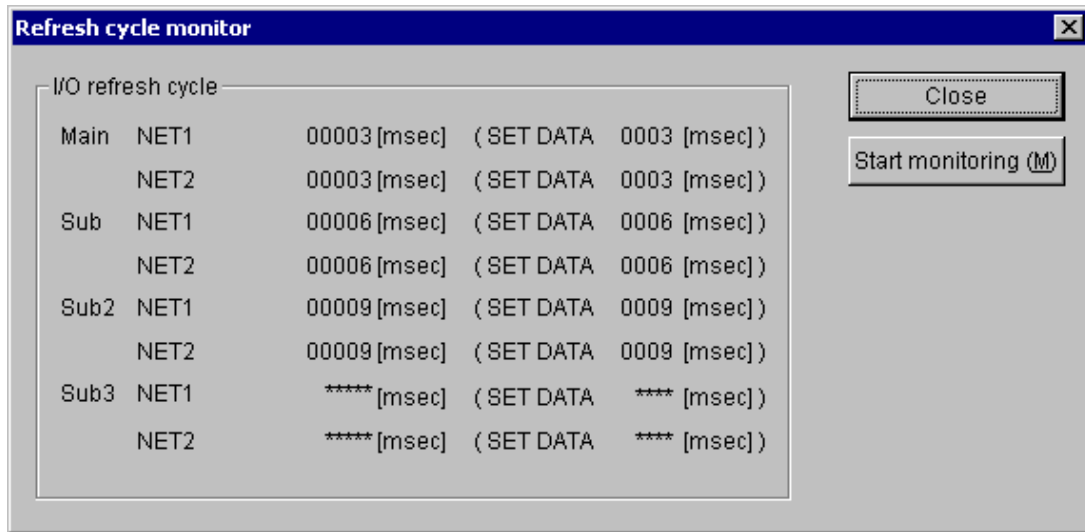 Refresh cycle monitor
I/O refresh cycle
Close
Main NET1 00003 [msec] ( SET DATA 0003 [msec] )
Start monitoring (M)
NET2 00003 [msec] ( SET DATA 0003 [msec] )
Sub NET1 00006 [msec] ( SET DATA 0006 [msec] )
NET2 00006 [msec] ( SET DATA 0006 [msec] )
Sub2 NET1 00009 [msec] ( SET DATA 0009 [msec] )
NET2 00009 [msec] ( SET DATA 0009 [msec] )
Sub3 NET1 ***** [msec] ( SET DATA **** [msec] )
NET2 ***** [msec] ( SET DATA **** [msec] )